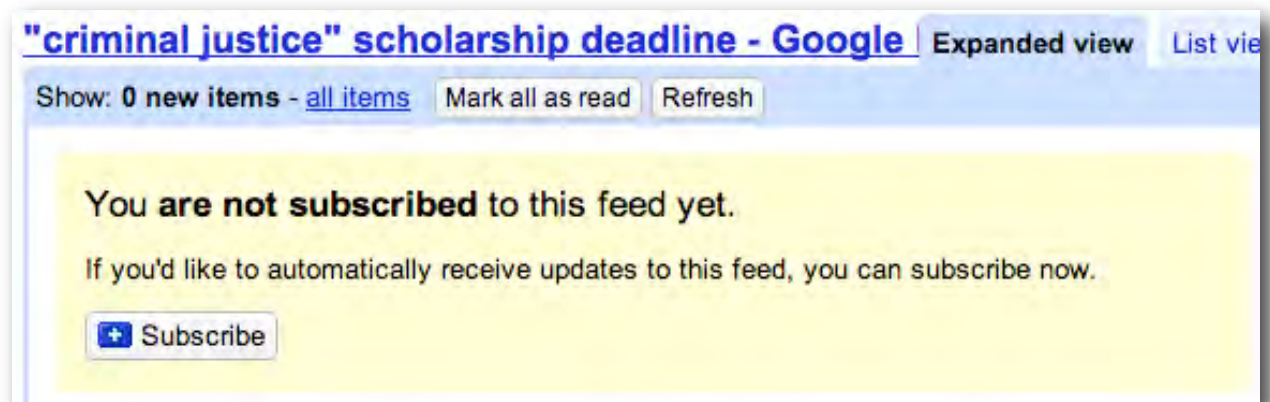 "criminal justice" scholarship deadline - Google Expanded view List vie
Show: 0 new items - all items Mark all as read Refresh
You are not subscribed to this feed yet.
If you'd like to automatically receive updates to this feed, you can subscribe now.
Subscribe